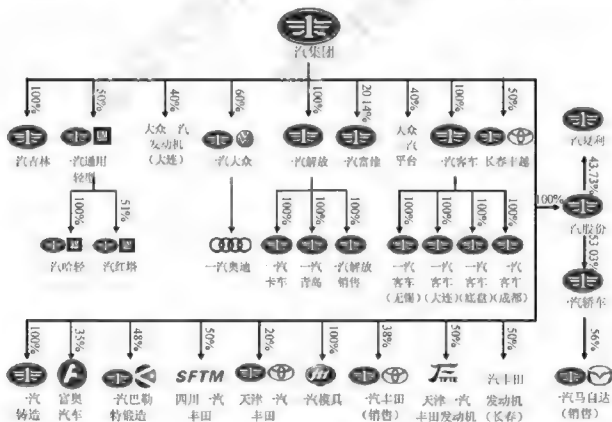 汽集团
100%
50%
40%
60%
100%
20 14%
40%
100%
50%
汽吉林
一汽通用
轻型
大众 汽
发动机
(大连)
一汽大众
一汽解放
一汽富维
大众
汽
平台
一汽客车
长春丰越
汽夏利
43.73%
100%
汽股份
53 03%
一汽轿车
56%
一汽马自达
(销售)
100%
51%
汽哈轻
汽红塔
一汽奥迪
100%
100%
100%
一汽
卡车
一汽
青岛
一汽解放
销售
100%
100%
100%
100%
一汽
客车
(无锡)
一汽
客车
(大连)
一汽
客车
(底盘)
一汽
客车
(成都)
100%
35%
48%
50%
20%
100%
38%
50%
50%
一汽
铸造
富奥
汽车
一汽巴勒
特锻造
SFTM
四川 一汽
丰田
天津 一汽
丰田
一汽模具
一汽丰田
(销售)
TFTE
天津 一汽
丰田发动机
汽丰田
发动机
(长春)